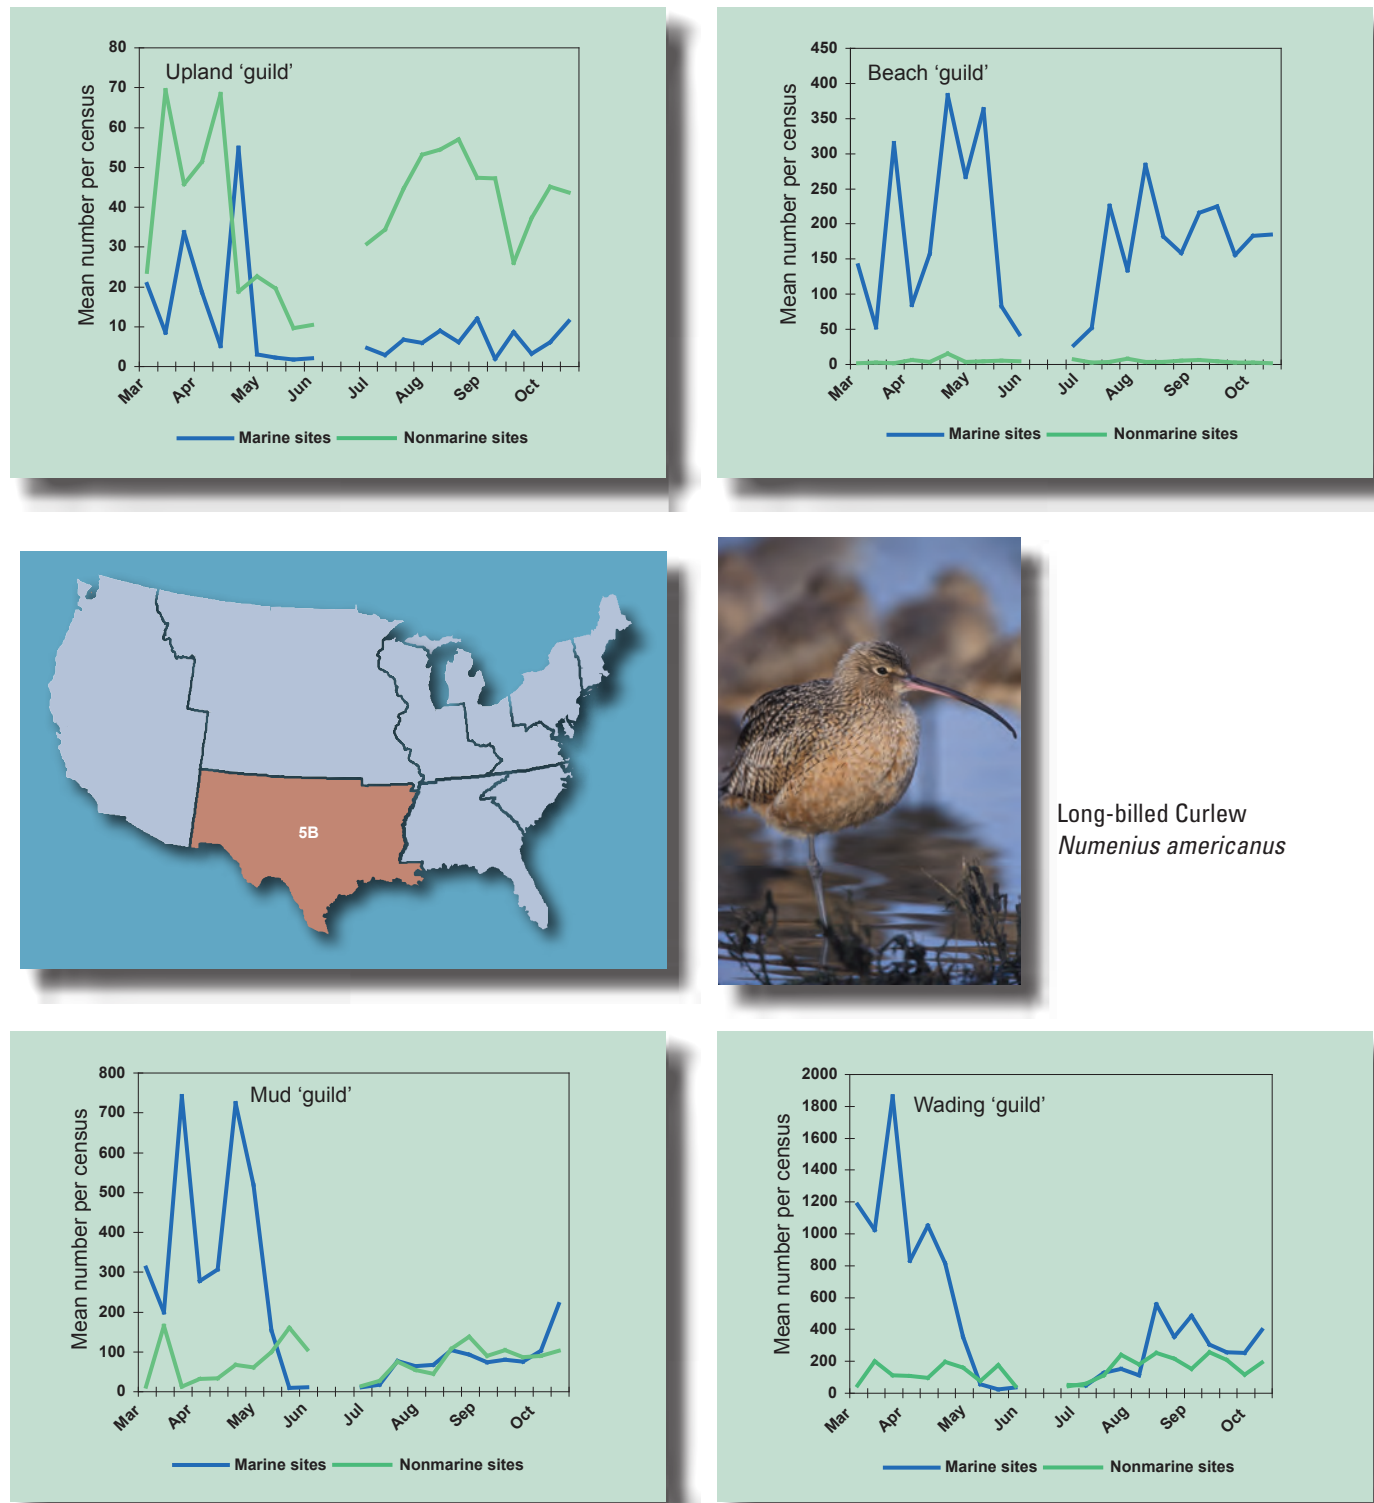 Upland ‘guild’
Mean number per census
80
70
60
50
40
30
20
10
0
Mar
Apr
May
Jun
Jul
Aug
Sep
Oct
Marine sites
Nonmarine sites
Beach ‘guild’
Mean number per census
450
400
350
300
250
200
150
100
50
0
Mar
Apr
May
Jun
Jul
Aug
Sep
Oct
Marine sites
Nonmarine sites
5B
Long-billed Curlew
Numenius americanus
Mud ‘guild’
Mean number per census
800
700
600
500
400
300
200
100
0
Mar
Apr
May
Jun
Jul
Aug
Sep
Oct
Marine sites
Nonmarine sites
Wading ‘guild’
Mean number per census
2000
1800
1600
1400
1200
1000
800
600
400
200
0
Mar
Apr
May
Jun
Jul
Aug
Sep
Oct
Marine sites
Nonmarine sites